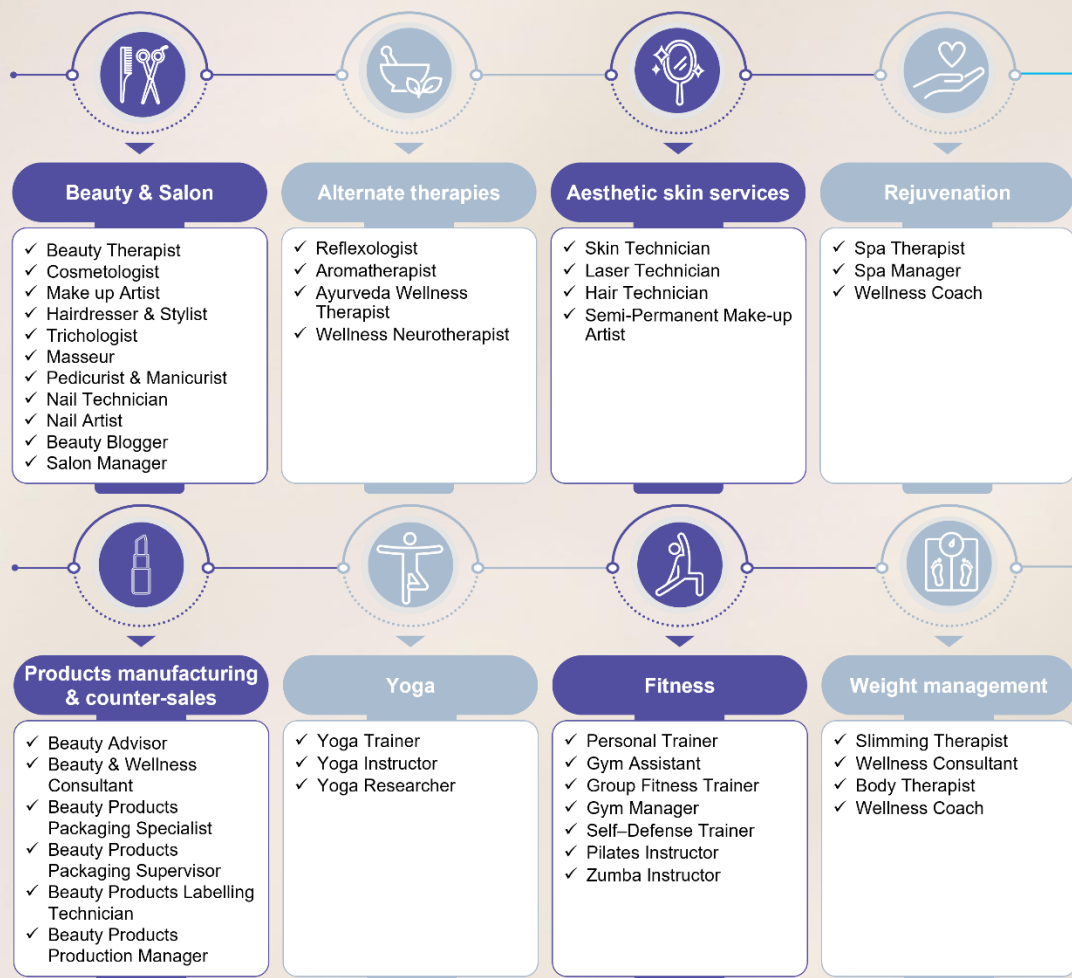 Beauty & Salon
Beauty Therapist
Cosmetologist
Make up Artist
Hairdresser & Stylist
Trichologist
Masseur
Pedicurist & Manicurist
Nail Technician
Nail Artist
Beauty Blogger
Salon Manager
Alternate therapies
Reflexologist
Aromatherapist
Ayurveda Wellness
Therapist
Wellness Neurotherapist
Aesthetic skin services
Skin Technician
Laser Technician
Hair Technician
Semi-Permanent Make-up
Artist
Rejuvenation
Spa Therapist
Spa Manager
Wellness Coach
Products manufacturing
& counter-sales
Beauty Advisor
Beauty & Wellness
Consultant
Beauty Products
Packaging Specialist
Beauty Products
Packaging Supervisor
Beauty Products Labelling
Technician
Beauty Products
Production Manager
Yoga
Yoga Trainer
Yoga Instructor
Yoga Researcher
Fitness
Personal Trainer
Gym Assistant
Group Fitness Trainer
Gym Manager
Self–Defense Trainer
Pilates Instructor
Zumba Instructor
Weight management
Slimming Therapist
Wellness Consultant
Body Therapist
Wellness Coach